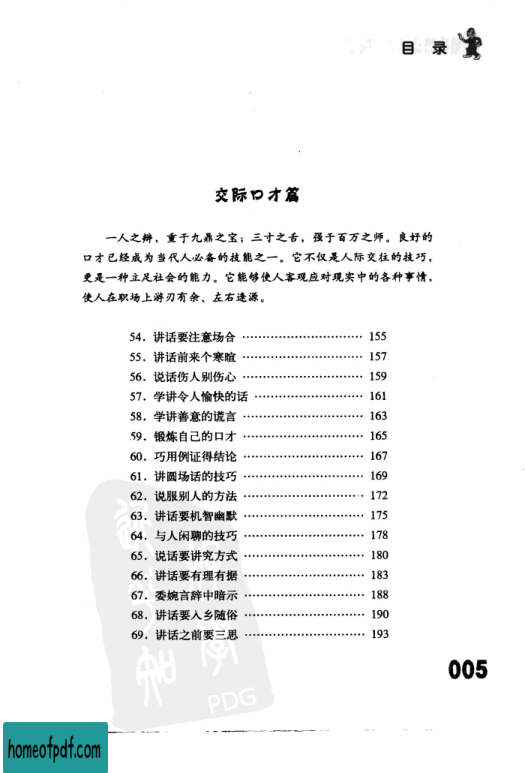 目 录
交际口才篇
一人之辩，重于九鼎之宝；三寸之舌，强于百万之师。良好的
口才已经成为当代人必备的技能之一。它不仅是人际交往的技巧，
更是一种立足社会的能力。它能够使人客观应对现实中的各种事情，
使人在职场上游刃有余、左右逢源。
54．讲话要注意场合 ………………………… 155
55．讲话前来个寒暄 ………………………… 157
56．说话伤人别伤心 ………………………… 159
57．学讲令人愉快的话 ……………………… 161
58．学讲善意的谎言 ………………………… 163
59．锻炼自己的口才 ………………………… 165
60．巧用例证得结论 ………………………… 167
61．讲圆场话的技巧 ………………………… 169
62．说服别人的方法 ………………………… 172
63．讲话要机智幽默 ………………………… 175
64．与人闲聊的技巧 ………………………… 178
65．说话要讲究方式 ………………………… 180
66．讲话要有理有据 ………………………… 183
67．委婉言辞中暗示 ………………………… 188
68．讲话要入乡随俗 ………………………… 190
69．讲话之前要三思 ………………………… 193
005
PDG
homeofpdf.com